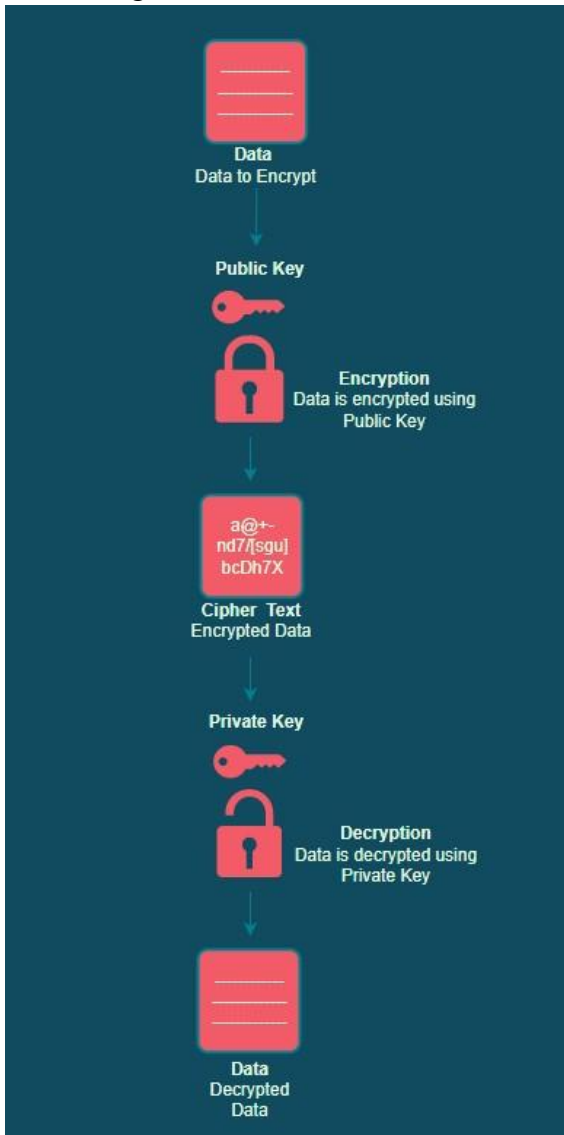 Data
Data to Encrypt
Public Key
Encryption
Data is encrypted using
Public Key
a@+-
nd7/[sgu]
bcDh7X
Cipher Text
Encrypted Data
Private Key
Decryption
Data is decrypted using
Private Key
Data
Decrypted
Data